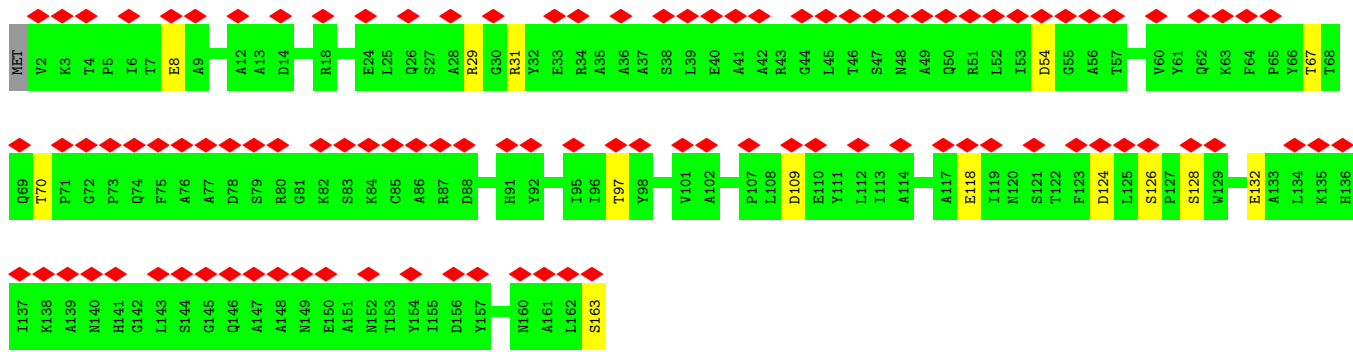 MET V2 K3 T4 P5 I6 T7 E8 A9 A12 A13 D14 R18 E24 L25 Q26 S27 A28 R29 G30 R31 Y32 E33 R34 A35 A36 A37 S38 L39 E40 A41 A42 R43 G44 L45 T46 S47 N48 A49 Q50 R51 L52 I53 D54 G55 A56 T57 V60 Y61 Q62 K63 F64 P65 Y66 T67 T68
Q69 T70 P71 G72 P73 Q74 F75 A76 A77 D78 S79 R80 G81 K82 S83 K84 C85 A86 R87 D88 H91 Y92 I95 I96 T97 Y98 V101 A102 P107 L108 D109 E110 Y111 L112 I113 A114 A117 E118 I119 N120 S121 T122 F123 D124 L125 S126 P127 S128 W129 E132 A133 L134 K135 H136
I137 K138 A139 N140 H141 G142 L143 S144 G145 Q146 A147 A148 N149 E150 A151 N152 T153 Y154 I155 D156 Y157 N160 A161 L162 S163